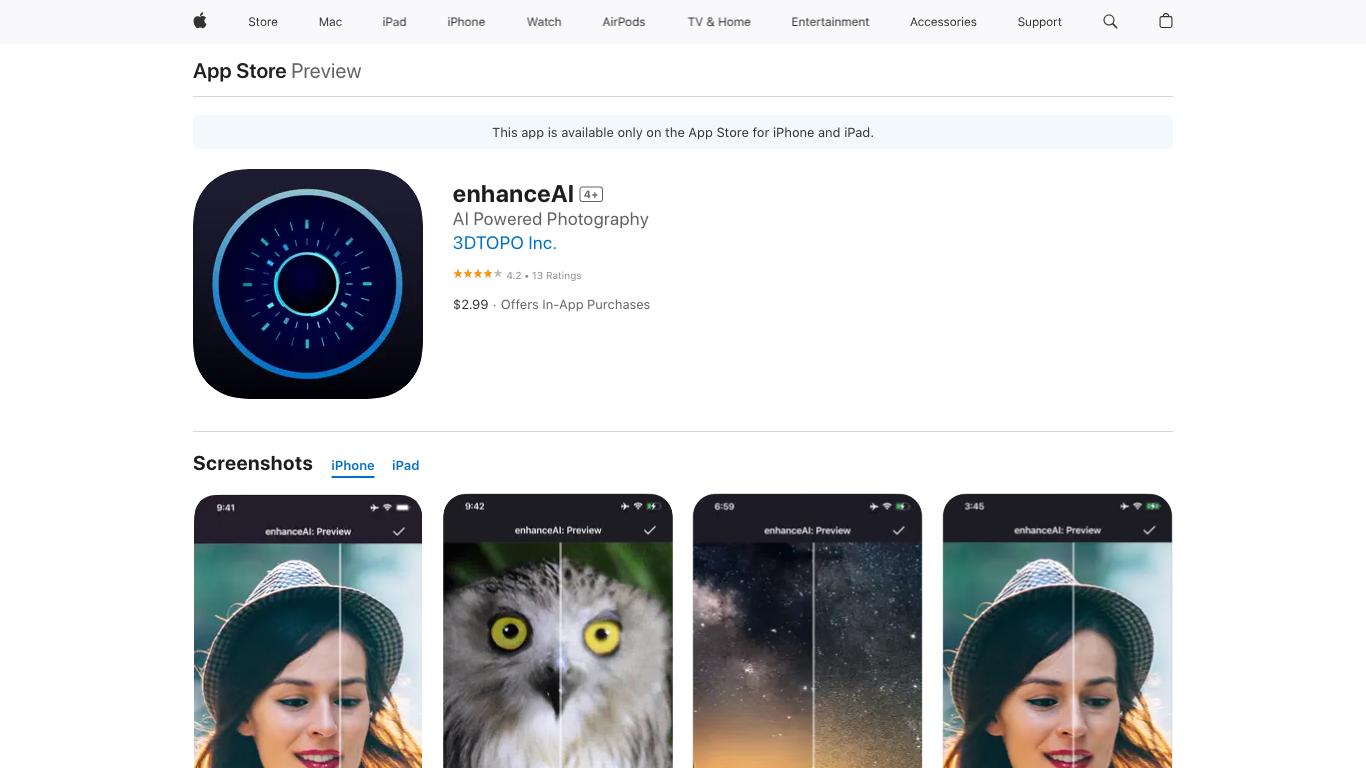 Store Mac iPad iPhone Watch AirPods TV & Home Entertainment Accessories Support
App Store Preview
This app is available only on the App Store for iPhone and iPad.
enhanceAI 4+
AI Powered Photography
3DTOPO Inc.
4.2 • 13 Ratings
$2.99 · Offers In-App Purchases
Screenshots iPhone iPad
9:41
enhanceAI: Preview
9:42
enhanceAI: Preview
6:59
enhanceAI: Preview
3:45
enhanceAI: Preview